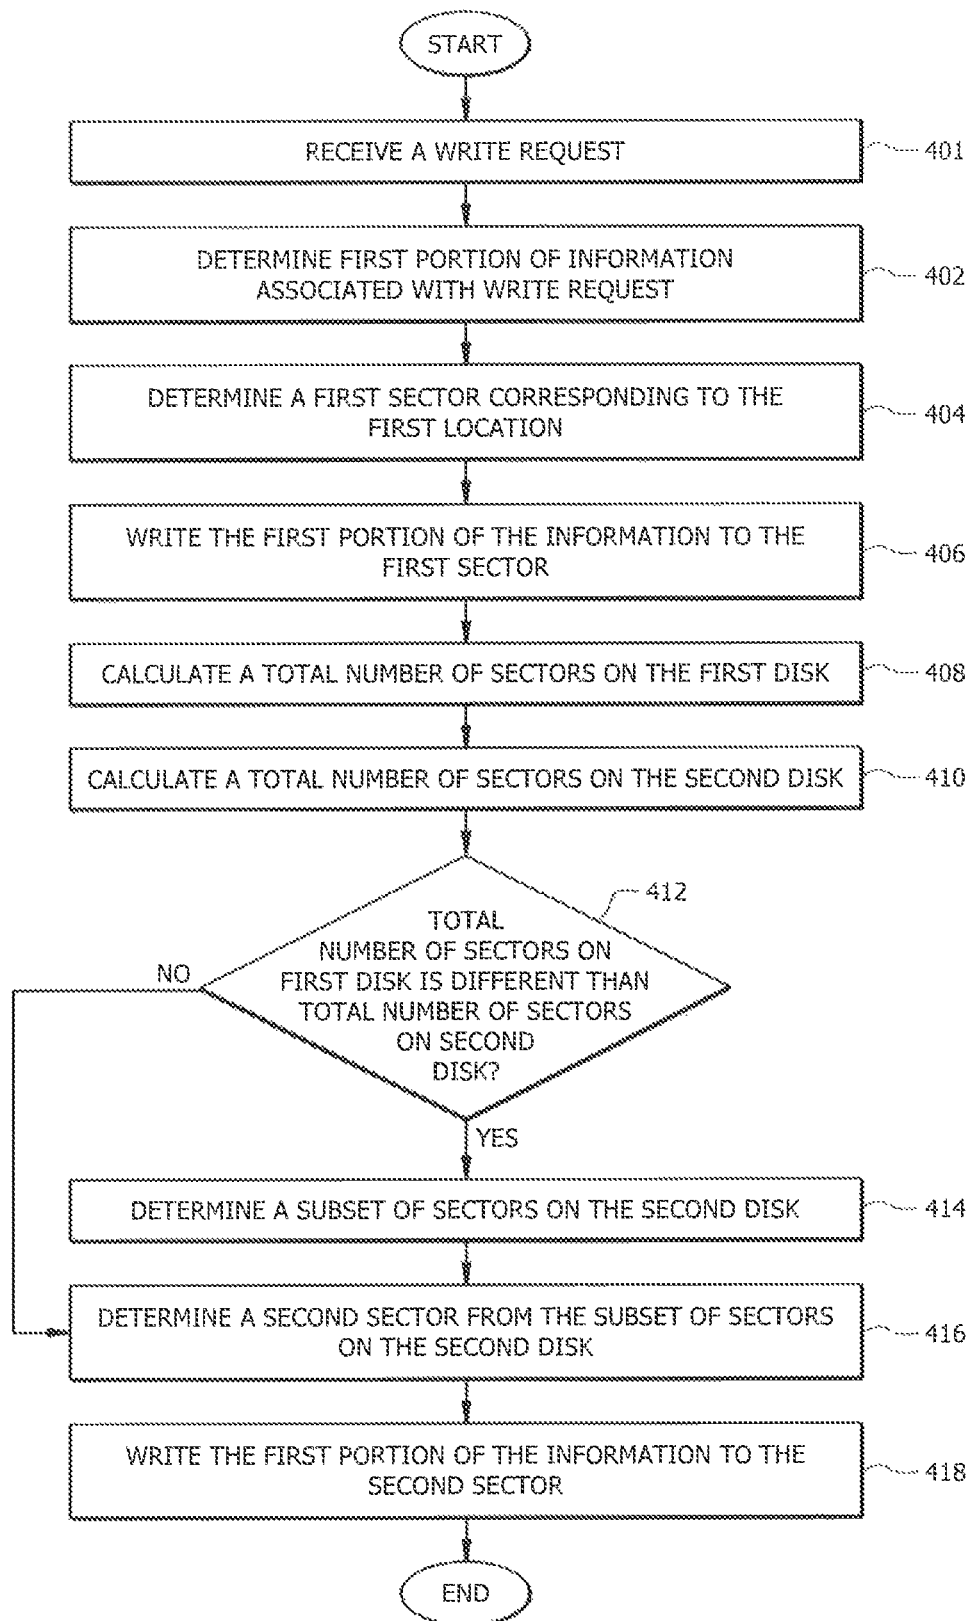 START
RECEIVE A WRITE REQUEST
401
DETERMINE FIRST PORTION OF INFORMATION
ASSOCIATED WITH WRITE REQUEST
402
DETERMINE A FIRST SECTOR CORRESPONDING TO THE
FIRST LOCATION
404
WRITE THE FIRST PORTION OF THE INFORMATION TO THE
FIRST SECTOR
406
CALCULATE A TOTAL NUMBER OF SECTORS ON THE FIRST DISK
408
CALCULATE A TOTAL NUMBER OF SECTORS ON THE SECOND DISK
410
412
TOTAL
NUMBER OF SECTORS ON
FIRST DISK IS DIFFERENT THAN
TOTAL NUMBER OF SECTORS
ON SECOND
DISK?
NO
YES
DETERMINE A SUBSET OF SECTORS ON THE SECOND DISK
414
DETERMINE A SECOND SECTOR FROM THE SUBSET OF SECTORS
ON THE SECOND DISK
416
WRITE THE FIRST PORTION OF THE INFORMATION TO THE
SECOND SECTOR
418
END